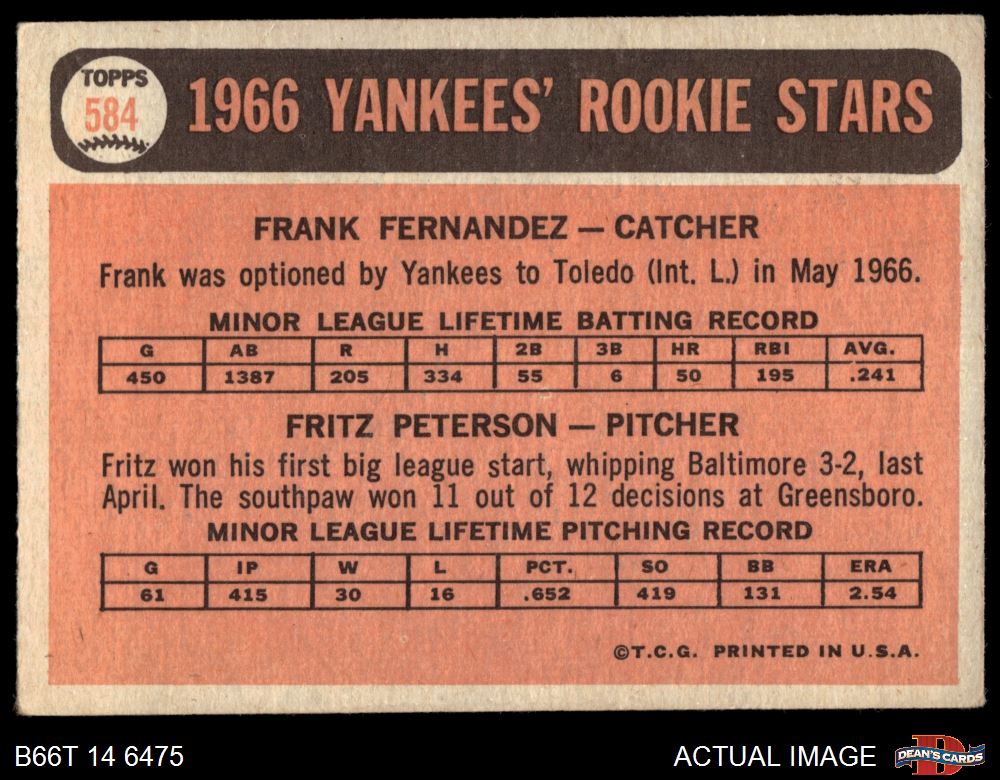 TOPPS
584
1966 YANKEES' ROOKIE STARS
FRANK FERNANDEZ — CATCHER
Frank was optioned by Yankees to Toledo (Int. L.) in May 1966.
MINOR LEAGUE LIFETIME BATTING RECORD
G AB R H 2B 3B HR RBI AVG.
450 1387 205 334 55 6 50 195 .241
FRITZ PETERSON — PITCHER
Fritz won his first big league start, whipping Baltimore 3-2, last
April. The southpaw won 11 out of 12 decisions at Greensboro.
MINOR LEAGUE LIFETIME PITCHING RECORD
G IP W L PCT. SO BB ERA
61 415 30 16 .652 419 131 2.54
©T.C.G. PRINTED IN U.S.A.
B66T 14 6475
ACTUAL IMAGE
DEAN'S CARDS